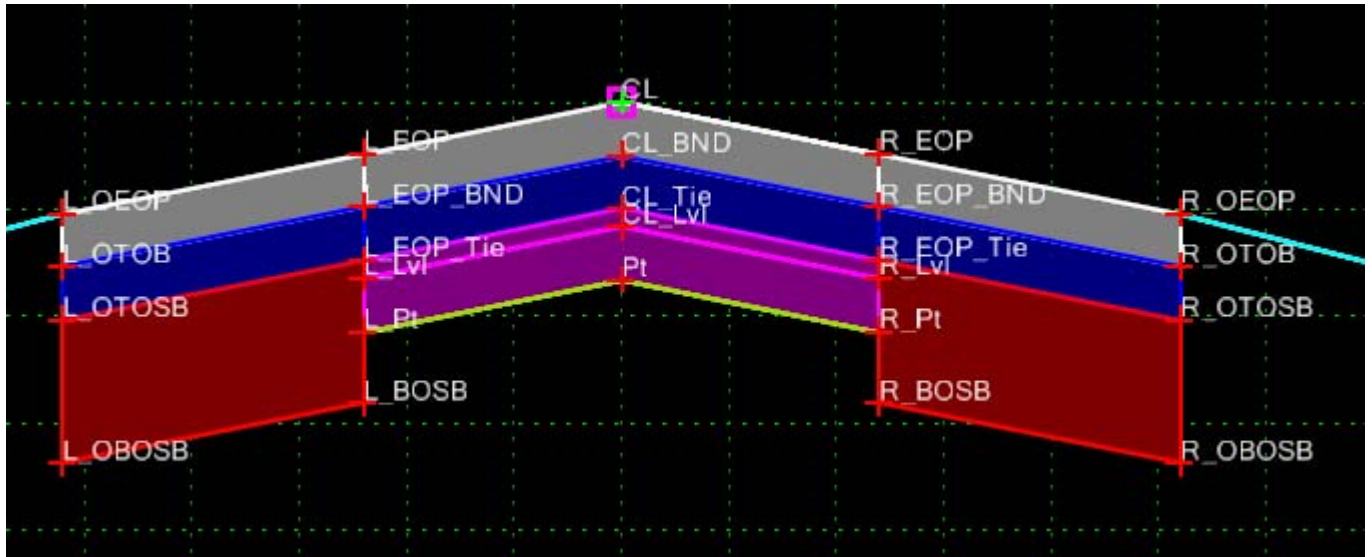 CL
L_EOP
R_EOP
CL_BND
L_OEOP
L_EOP_BND
CL_Tie
R_EOP_BND
R_OEOP
CL_Lvl
L_OTOB
L_EOP_Tie
R_EOP_Tie
R_OTOB
L_Lvl
Pt
R_Lvl
L_OTOSB
L_Pt
R_Pt
R_OTOSB
L_BOSB
R_BOSB
L_OBOSB
R_OBOSB